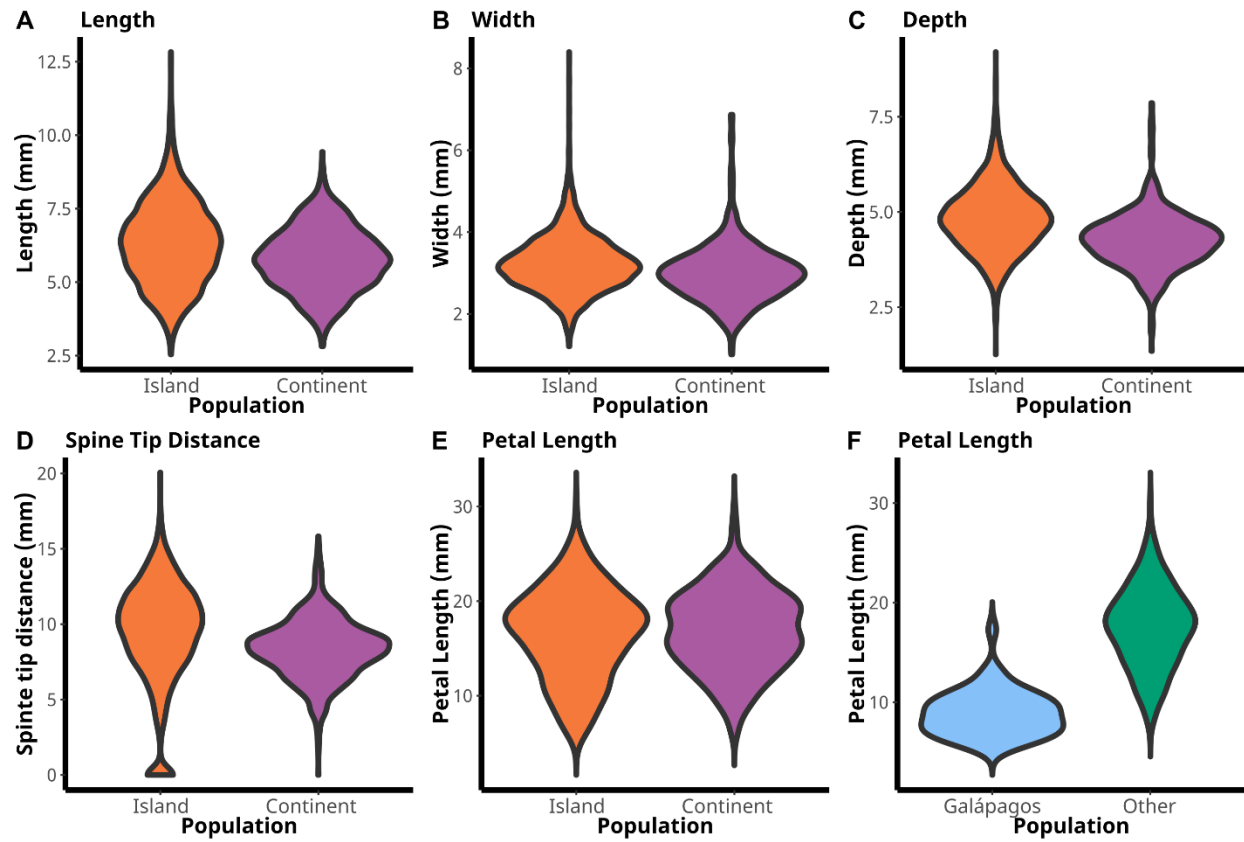 A Length
12.5
10.0
7.5
5.0
2.5
Length (mm)
Island Continent
Population
B Width
8
6
4
2
Width (mm)
Island Continent
Population
C Depth
7.5
5.0
2.5
Depth (mm)
Island Continent
Population
D Spine Tip Distance
20
15
10
5
0
Spinte tip distance (mm)
Island Continent
Population
E Petal Length
30
20
10
Petal Length (mm)
Island Continent
Population
F Petal Length
30
20
10
Petal Length (mm)
Galápagos Other
Population